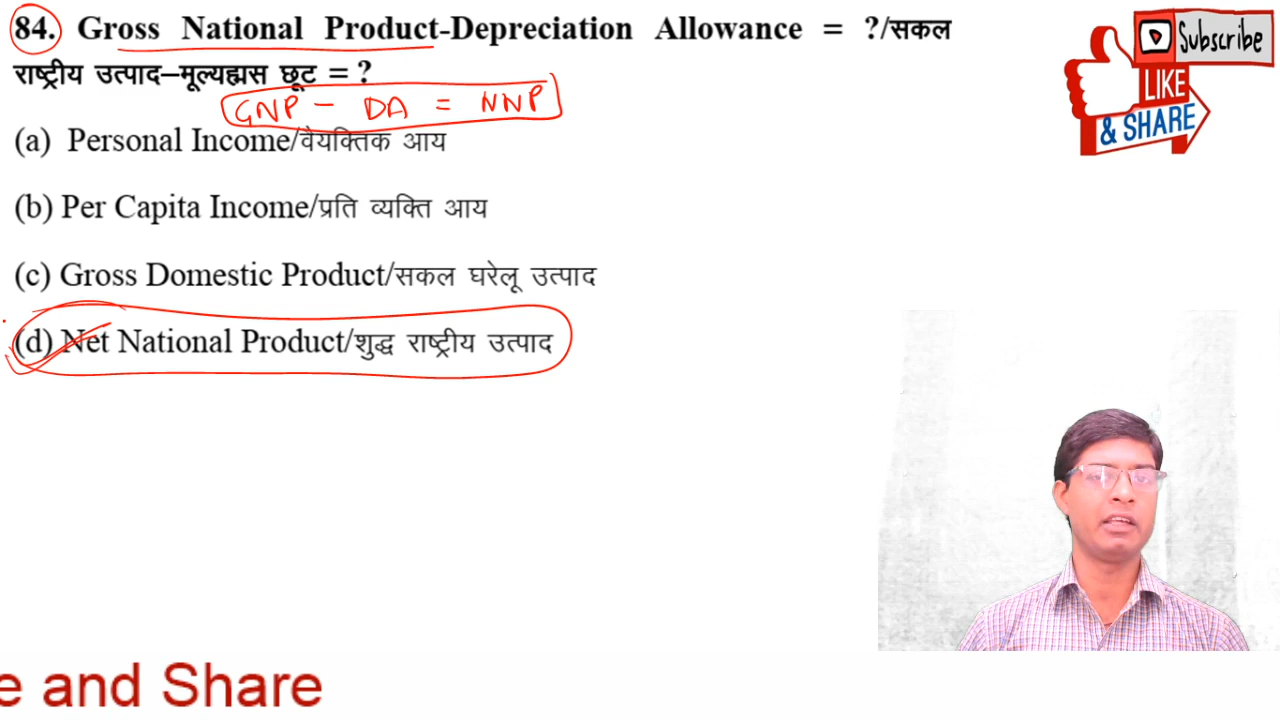 84. Gross National Product-Depreciation Allowance = ?/सकल
राष्ट्रीय उत्पाद–मूल्यह्रास छूट = ?
GNP - DA = NNP
(a) Personal Income/वैयक्तिक आय
(b) Per Capita Income/प्रति व्यक्ति आय
(c) Gross Domestic Product/सकल घरेलू उत्पाद
(d) Net National Product/शुद्ध राष्ट्रीय उत्पाद
Subscribe
LIKE
& SHARE
e and Share